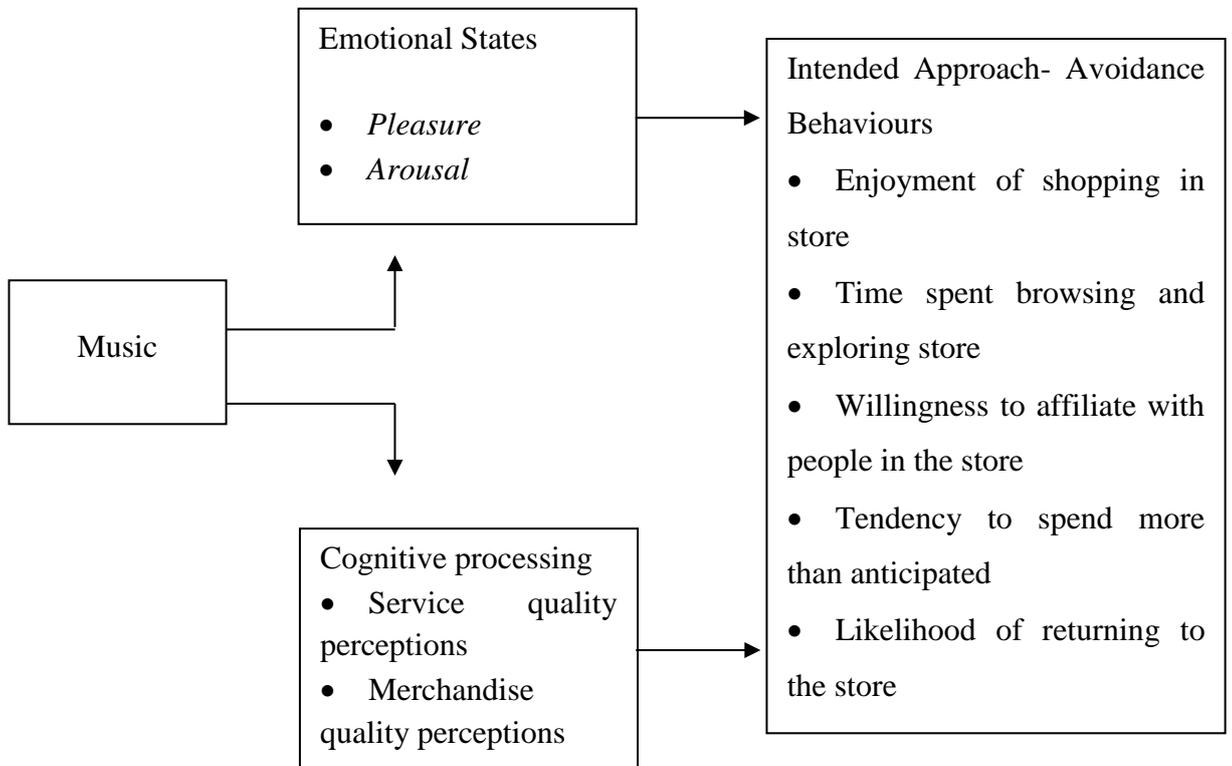 Music
Emotional States
• Pleasure
• Arousal
Cognitive processing
• Service quality
perceptions
• Merchandise
quality perceptions
Intended Approach- Avoidance
Behaviours
• Enjoyment of shopping in
store
• Time spent browsing and
exploring store
• Willingness to affiliate with
people in the store
• Tendency to spend more
than anticipated
• Likelihood of returning to
the store